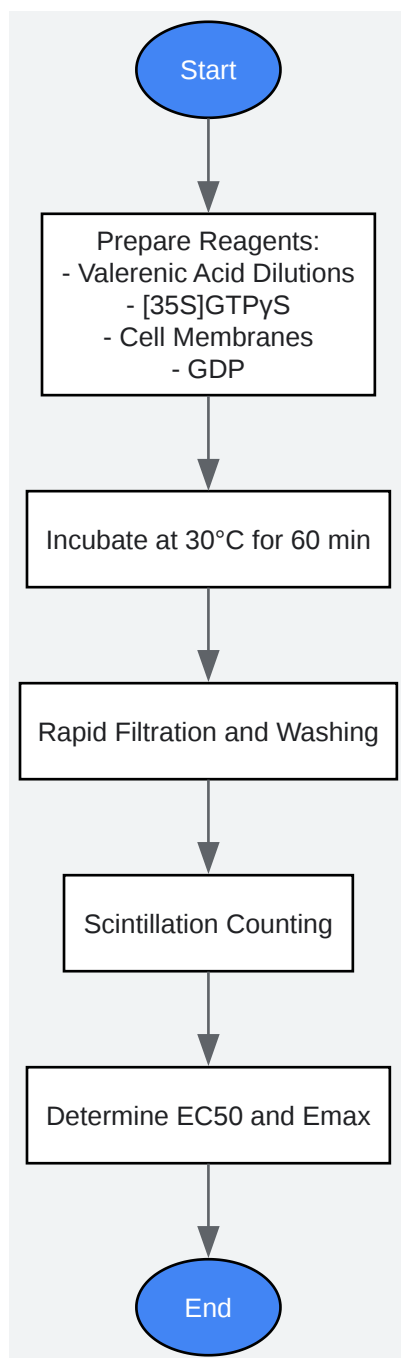 Start
Prepare Reagents:
- Valerenic Acid Dilutions
- [35S]GTPγS
- Cell Membranes
- GDP
Incubate at 30°C for 60 min
Rapid Filtration and Washing
Scintillation Counting
Determine EC50 and Emax
End